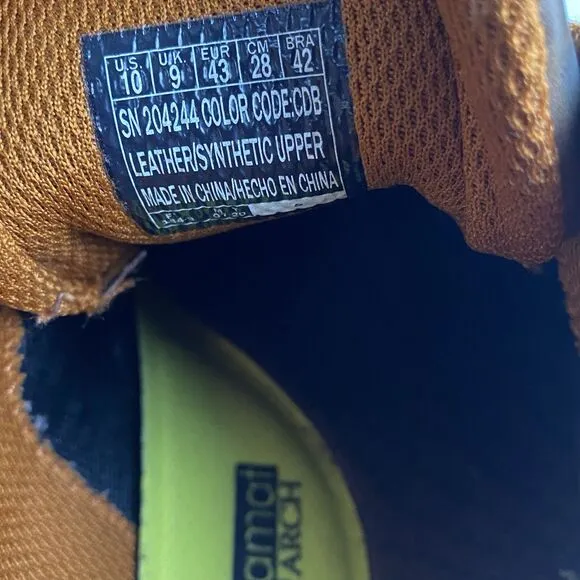 U.S. U.K. EUR CM BRA
10 9 43 28 42
SN 204244 COLOR CODE:CDB
LEATHER/SYNTHETIC UPPER
MADE IN CHINA/HECHO EN CHINA
ARCH